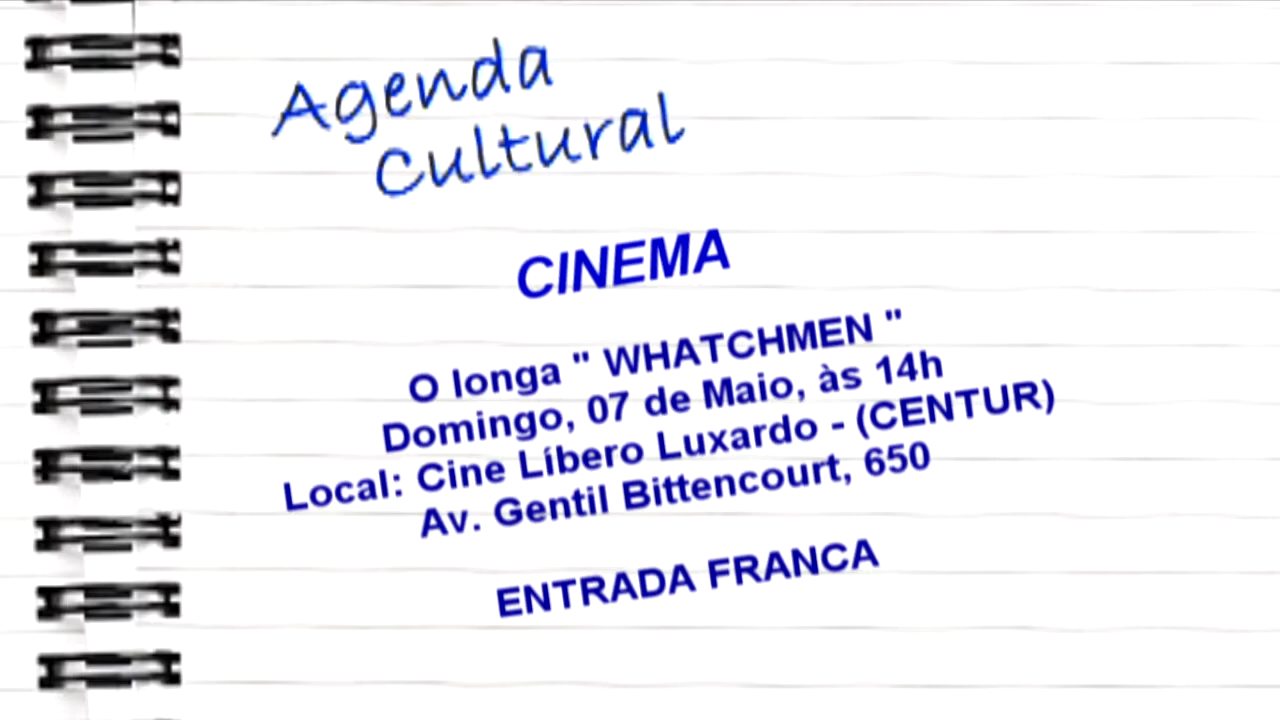 Agenda
Cultural
CINEMA
O longa " WHATCHMEN "
Domingo, 07 de Maio, às 14h
Local: Cine Líbero Luxardo - (CENTUR)
Av. Gentil Bittencourt, 650
ENTRADA FRANCA